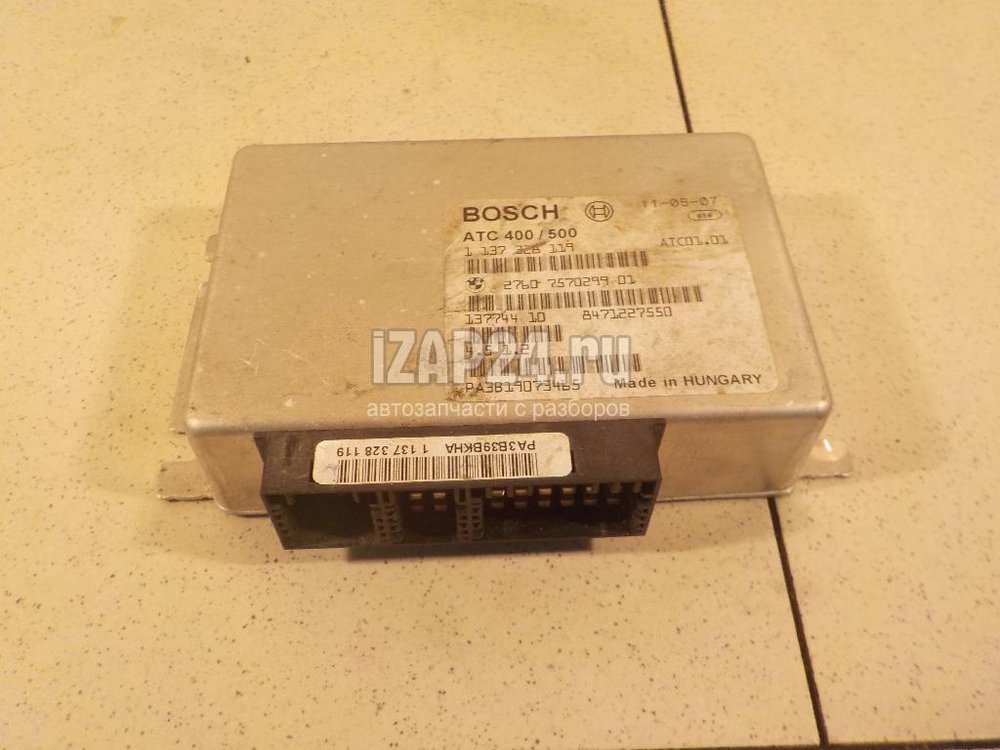 BOSCH 11-05-07
ATC 400 / 500
1 137 328 119 ATC01.01
2760 7570299 01
137744 10 8471227550
PA3B19073465 Made in HUNGARY
iZAP24.ru
автозапчасти с разборов
PA3B39BKHA 1 137 328 119